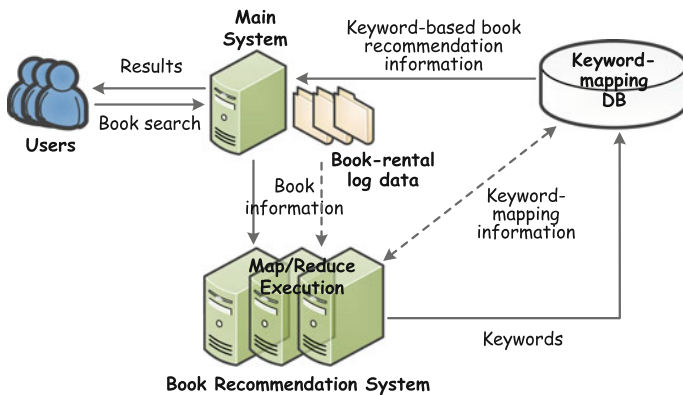 Main
System
Keyword-based book
recommendation
information
Keyword-
mapping
DB
Results
Book search
Users
Book-rental
log data
Book
information
Keyword-
mapping
information
Map/Reduce
Execution
Keywords
Book Recommendation System